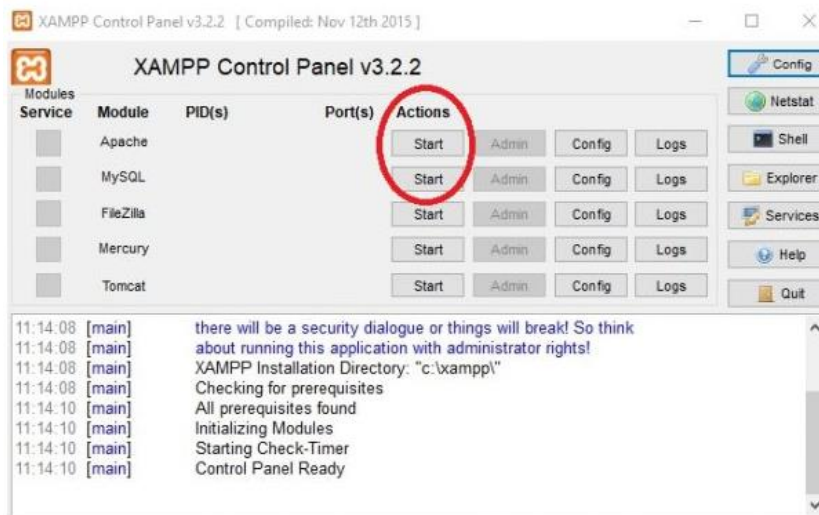 XAMPP Control Panel v3.2.2 [ Compiled: Nov 12th 2015 ]
XAMPP Control Panel v3.2.2
Config
Modules
Service Module PID(s) Port(s) Actions
Netstat
Apache Start Admin Config Logs
Shell
MySQL Start Admin Config Logs
Explorer
FileZilla Start Admin Config Logs
Services
Mercury Start Admin Config Logs
Help
Tomcat Start Admin Config Logs
Quit
11:14:08 [main] there will be a security dialogue or things will break! So think
11:14:08 [main] about running this application with administrator rights!
11:14:08 [main] XAMPP Installation Directory: "c:\xampp\"
11:14:08 [main] Checking for prerequisites
11:14:10 [main] All prerequisites found
11:14:10 [main] Initializing Modules
11:14:10 [main] Starting Check-Timer
11:14:10 [main] Control Panel Ready